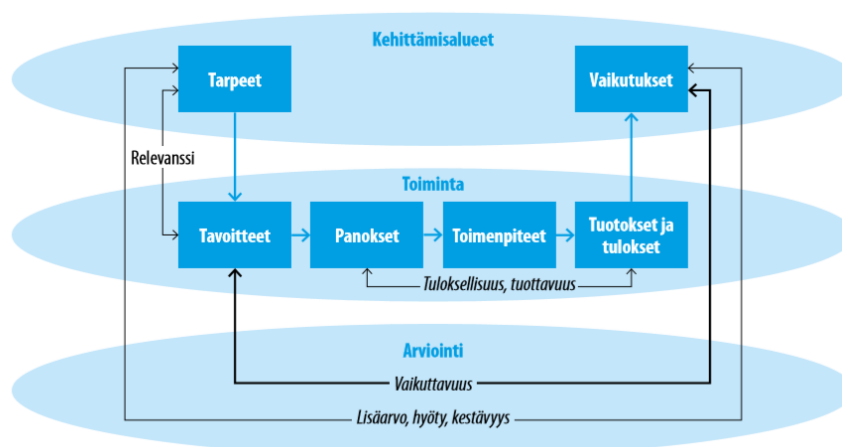 Kehittämisalueet
Tarpeet
Vaikutukset
Relevanssi
Toiminta
Tavoitteet
Panokset
Toimenpiteet
Tuotokset ja
tulokset
Tuloksellisuus, tuottavuus
Arviointi
Vaikuttavuus
Lisäarvo, hyöty, kestävyys